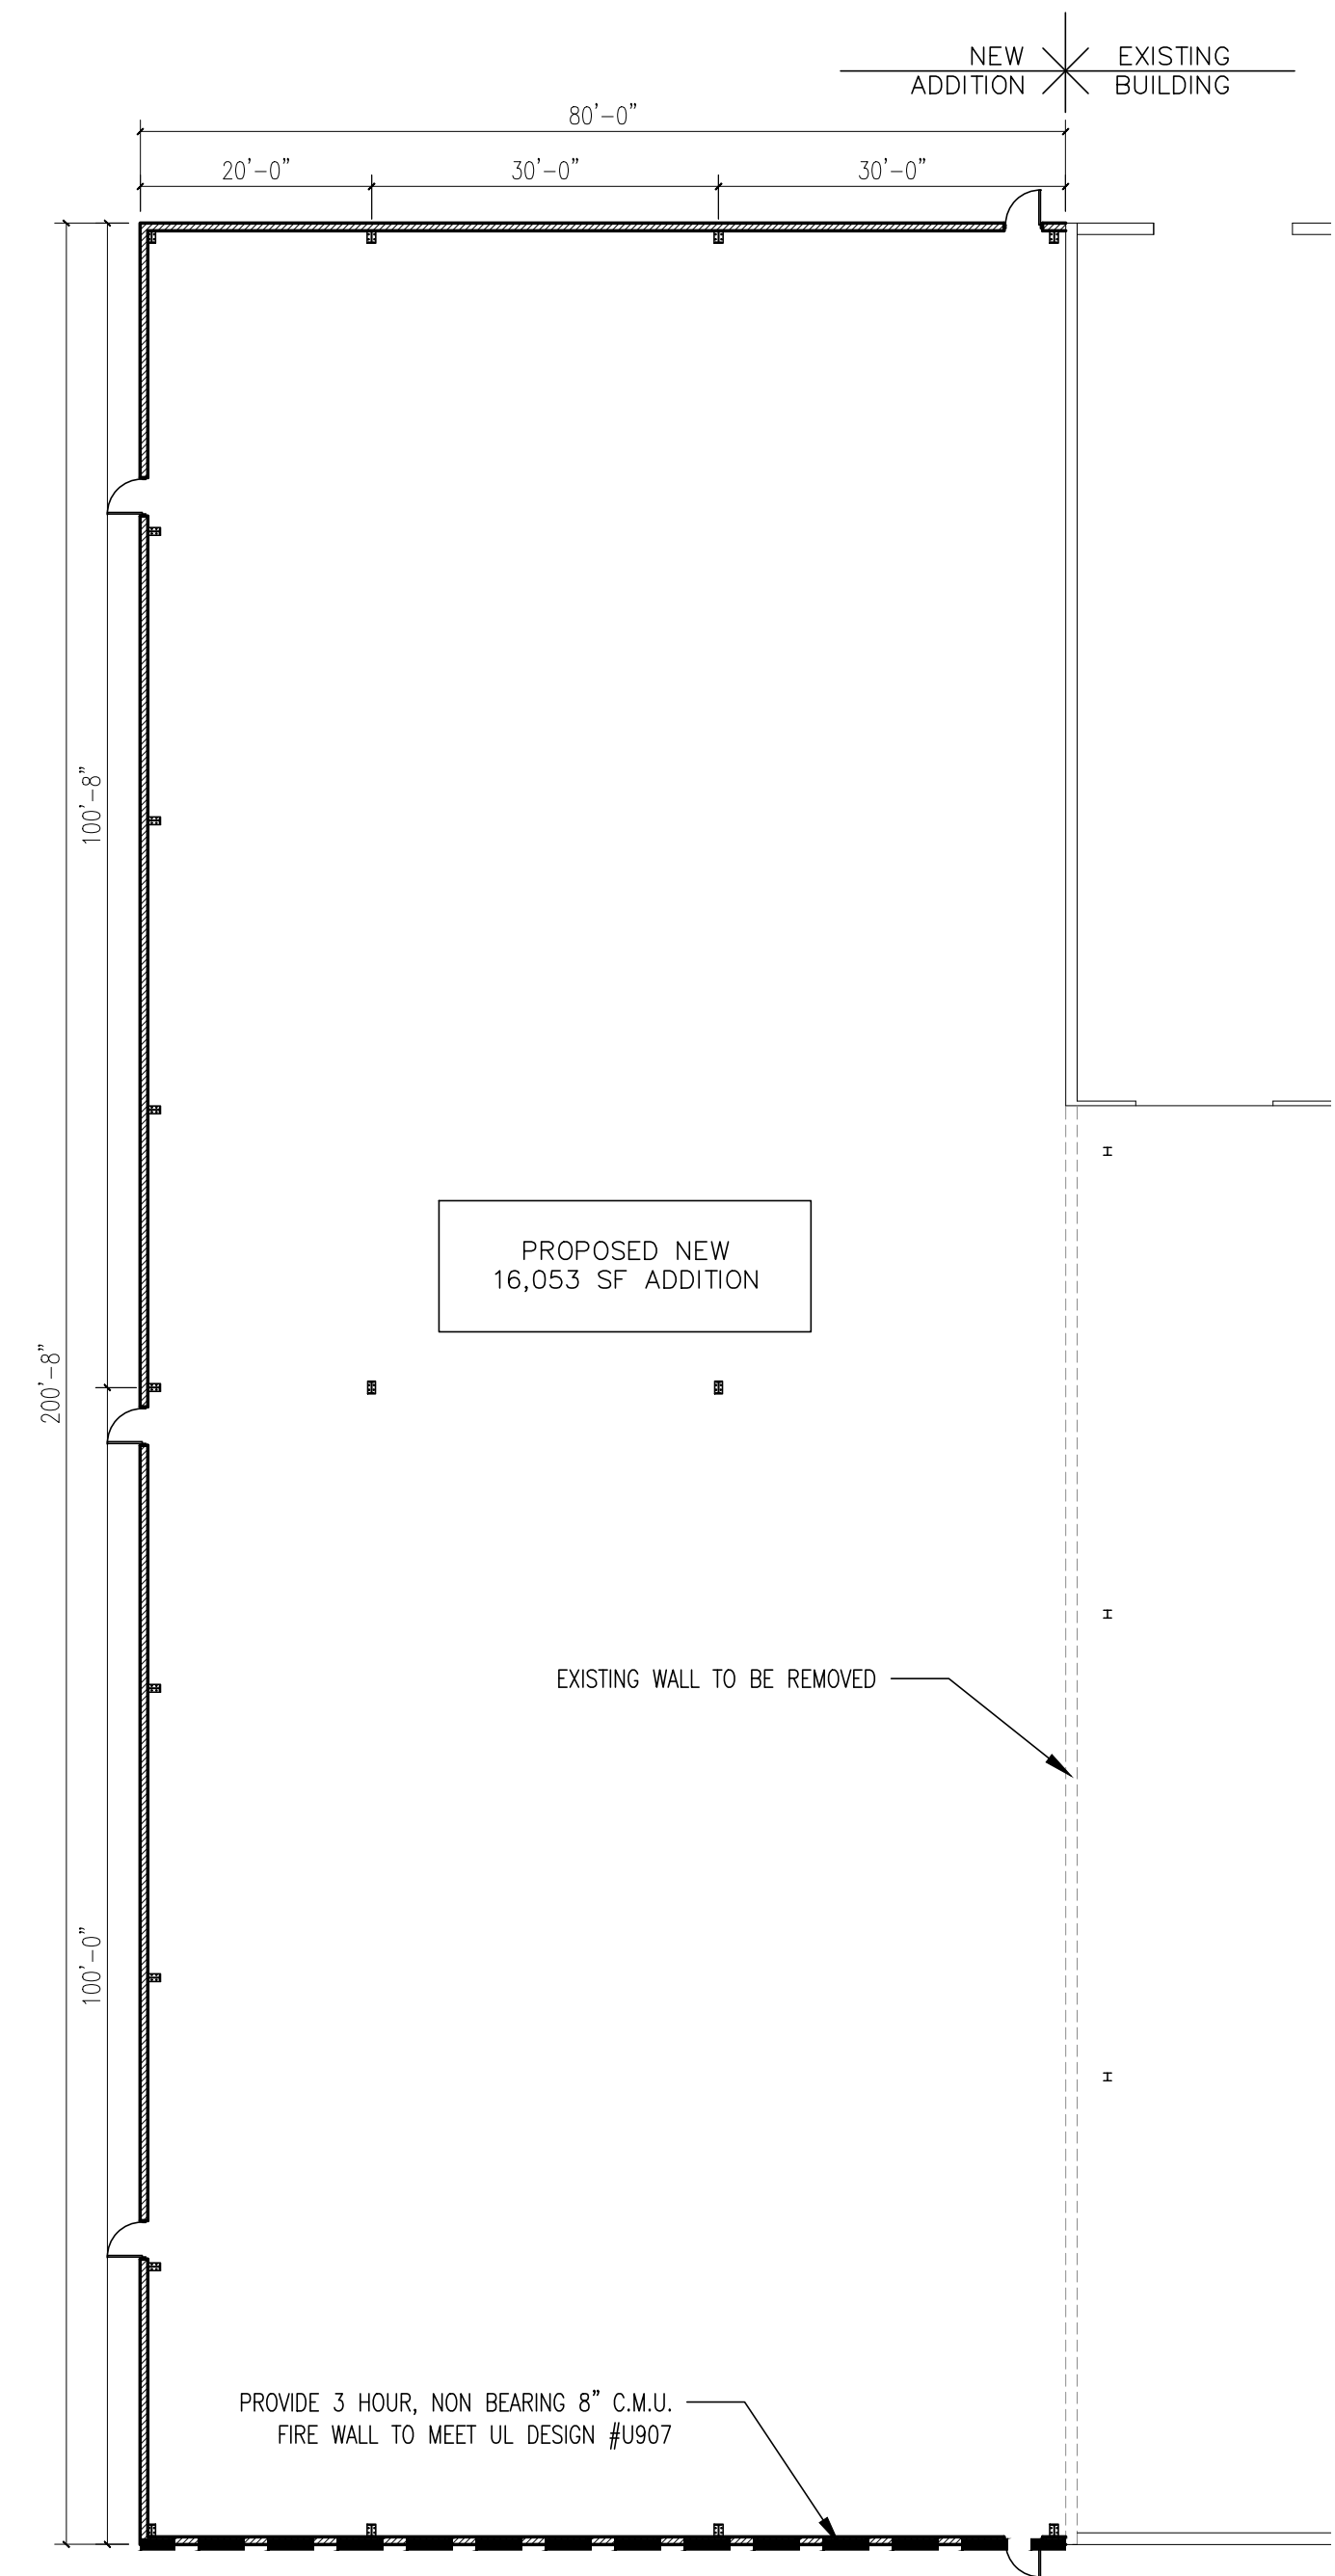 NEW
ADDITION
EXISTING
BUILDING
80'-0"
20'-0"
30'-0"
30'-0"
100'-8"
PROPOSED NEW
16,053 SF ADDITION
200'-8"
EXISTING WALL TO BE REMOVED
100'-0"
PROVIDE 3 HOUR, NON BEARING 8" C.M.U.
FIRE WALL TO MEET UL DESIGN #U907